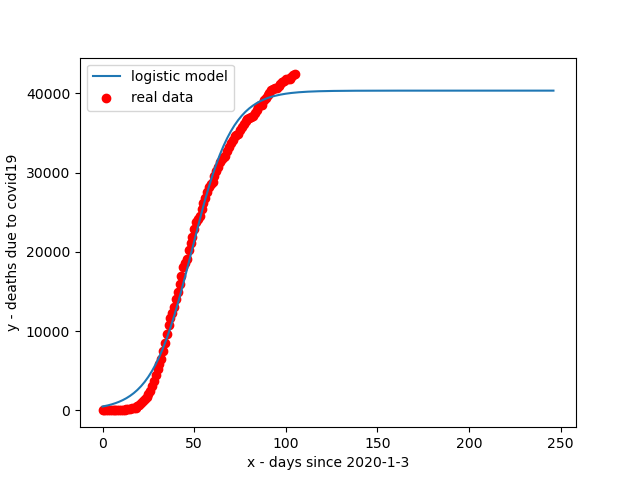 logistic model
real data
y - deaths due to covid19
40000
30000
20000
10000
0
0 50 100 150 200 250
x - days since 2020-1-3